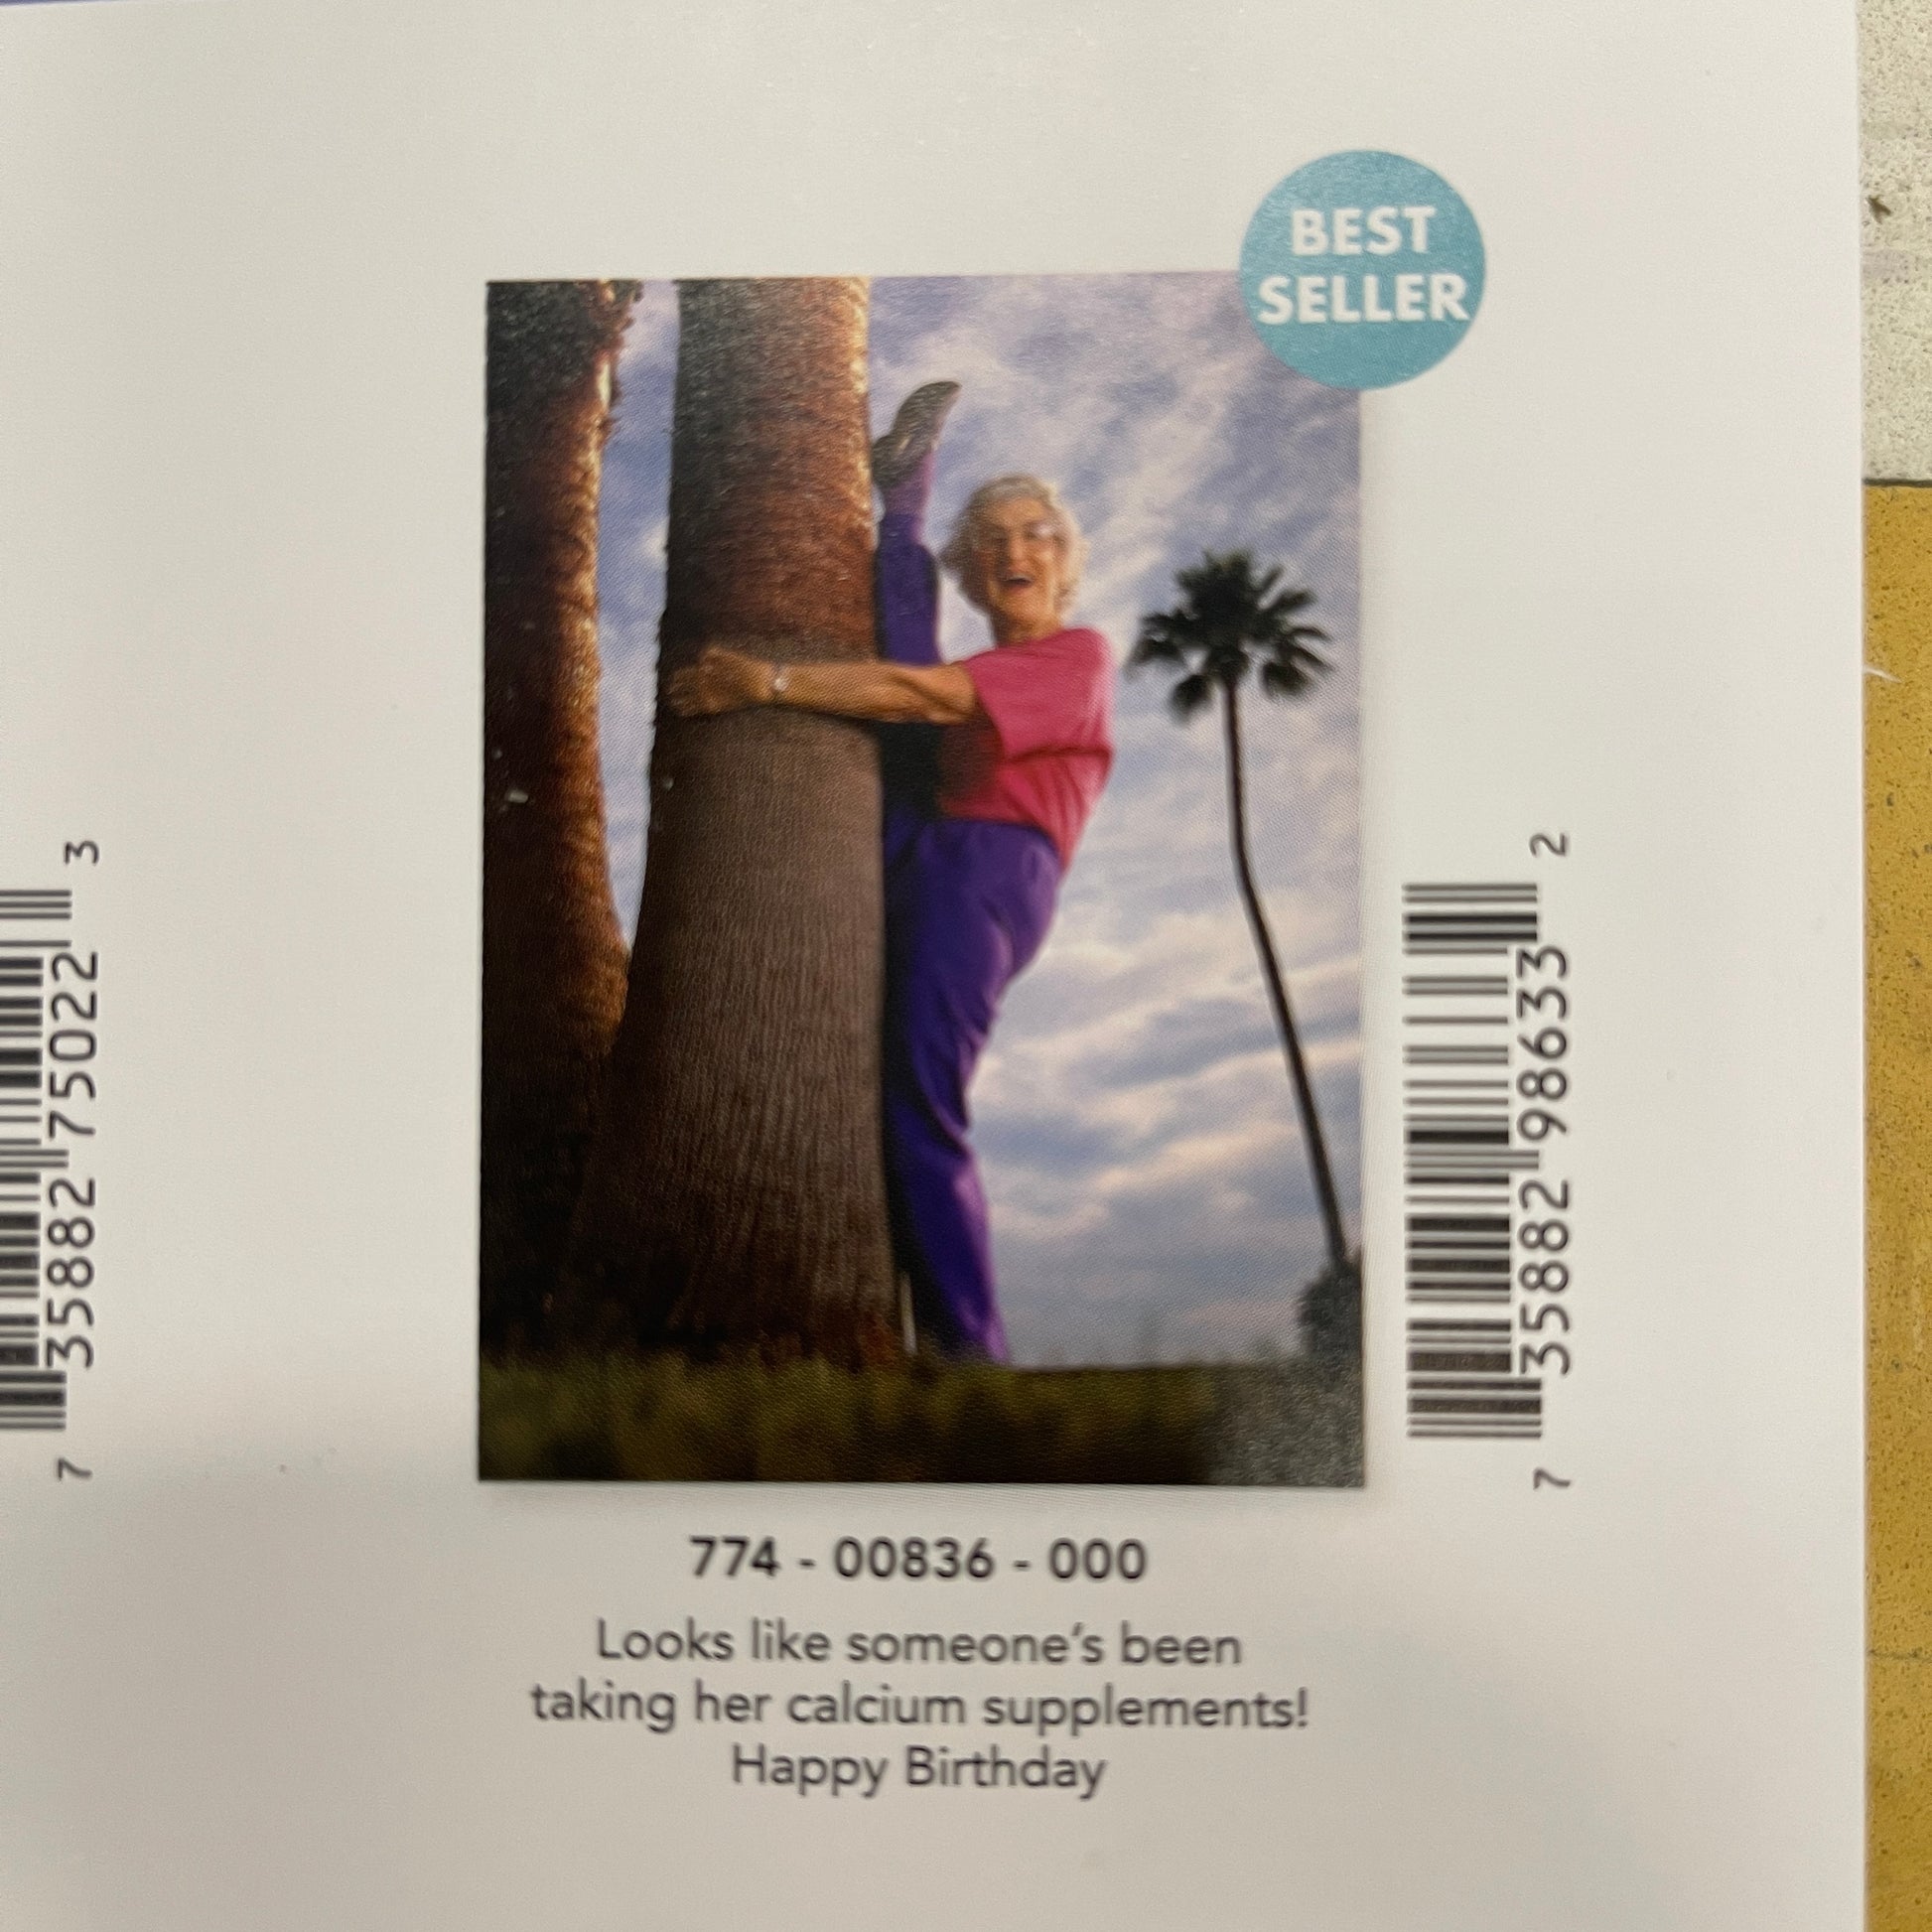 BEST
SELLER
7 35882 75022 3
7 35882 98633 2
774 - 00836 - 000
Looks like someone's been
taking her calcium supplements!
Happy Birthday